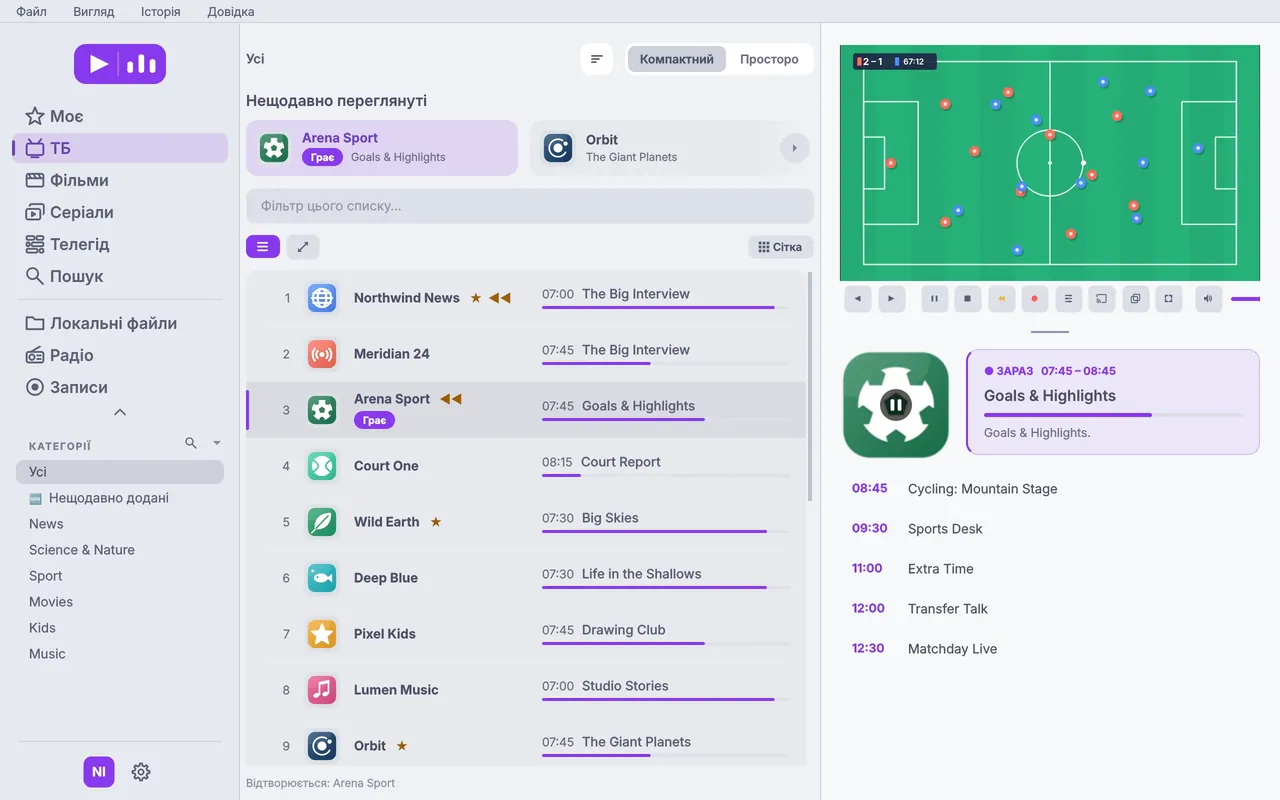 Файл Вигляд Історія Довідка
Моє
ТБ
Фільми
Серіали
Телегід
Пошук
Локальні файли
Радіо
Записи
КАТЕГОРІЇ
Усі
Нещодавно додані
News
Science & Nature
Sport
Movies
Kids
Music
NI
Усі
Компактний Просторо
Нещодавно переглянуті
Arena Sport
Грає Goals & Highlights
Orbit
The Giant Planets
Фільтр цього списку...
Сітка
1 Northwind News 07:00 The Big Interview
2 Meridian 24 07:45 The Big Interview
3 Arena Sport 07:45 Goals & Highlights
Грає
4 Court One 08:15 Court Report
5 Wild Earth 07:30 Big Skies
6 Deep Blue 07:30 Life in the Shallows
7 Pixel Kids 07:45 Drawing Club
8 Lumen Music 07:00 Studio Stories
9 Orbit 07:45 The Giant Planets
Відтворюється: Arena Sport
2 – 1 67:12
ЗАРАЗ 07:45 – 08:45
Goals & Highlights
Goals & Highlights.
08:45 Cycling: Mountain Stage
09:30 Sports Desk
11:00 Extra Time
12:00 Transfer Talk
12:30 Matchday Live